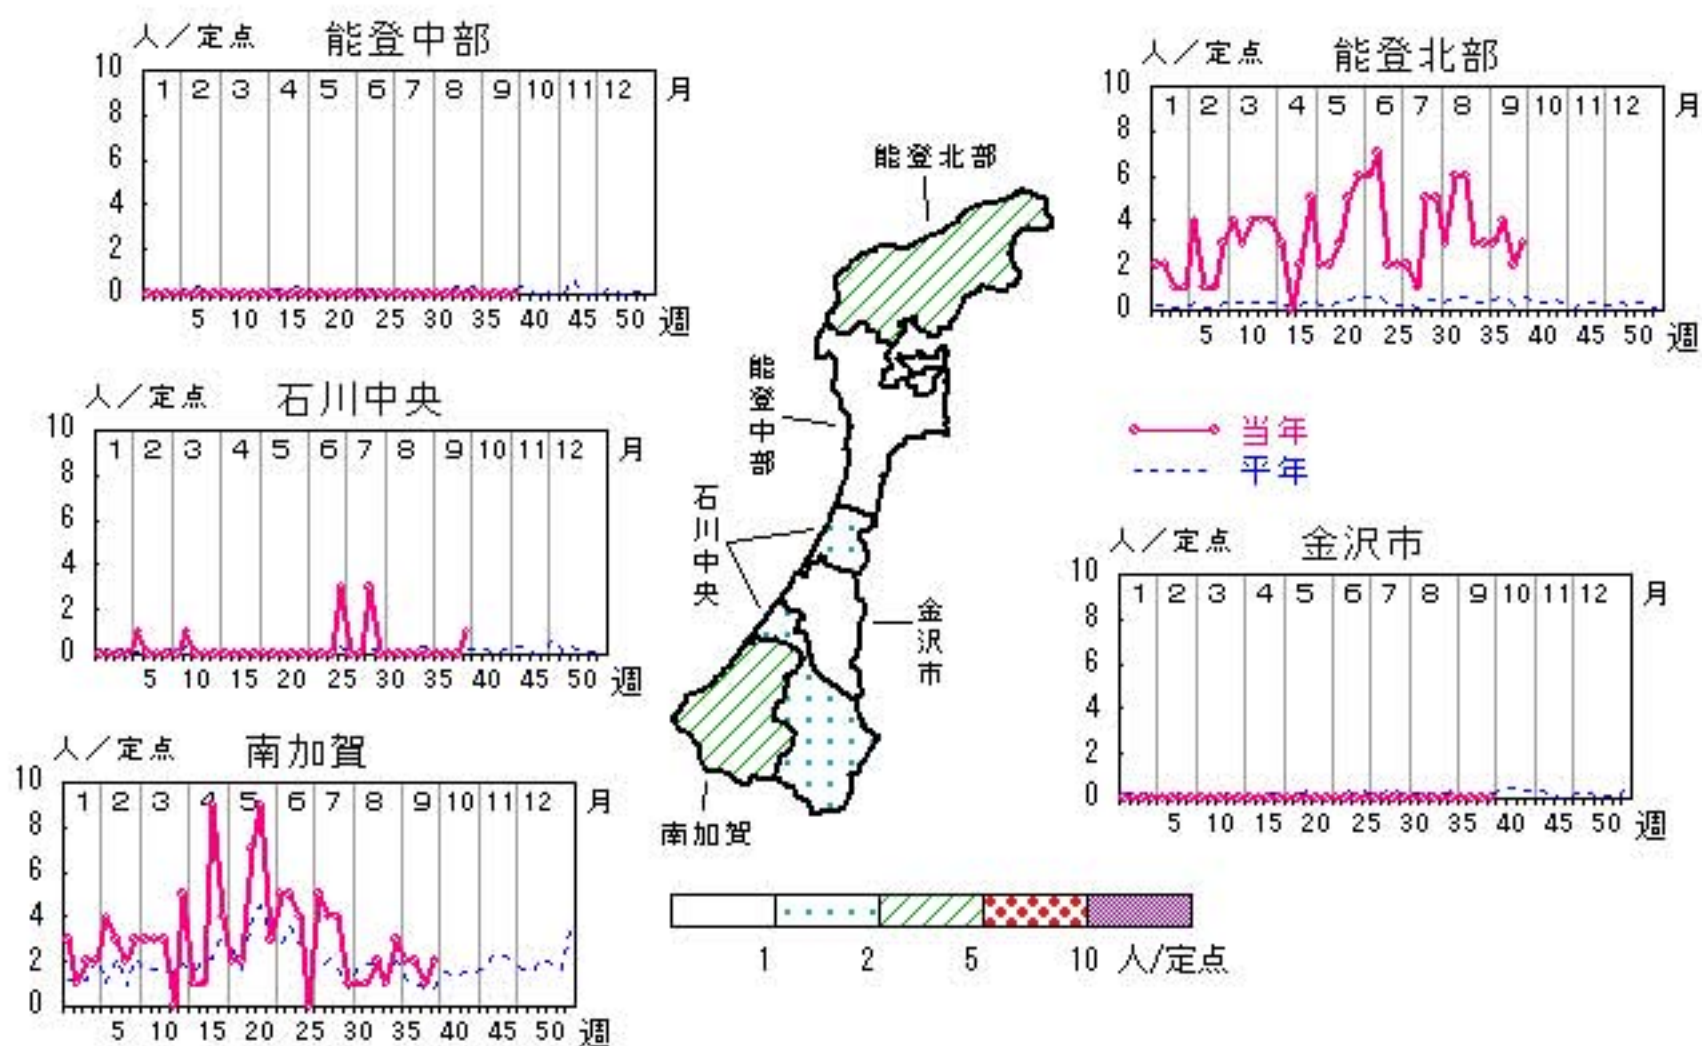 人／定点 能登中部
10 8 6 4 2 0
1 2 3 4 5 6 7 8 9 10 11 12 月
5 10 15 20 25 30 35 40 45 50 週
人／定点 能登北部
10 8 6 4 2 0
1 2 3 4 5 6 7 8 9 10 11 12 月
5 10 15 20 25 30 35 40 45 50 週
人／定点 石川中央
10 8 6 4 2 0
1 2 3 4 5 6 7 8 9 10 11 12 月
5 10 15 20 25 30 35 40 45 50 週
当年
平年
人／定点 金沢市
10 8 6 4 2 0
1 2 3 4 5 6 7 8 9 10 11 12 月
5 10 15 20 25 30 35 40 45 50 週
人／定点 南加賀
10 8 6 4 2 0
1 2 3 4 5 6 7 8 9 10 11 12 月
5 10 15 20 25 30 35 40 45 50 週
能登北部
能登中部
石川中央
金沢市
南加賀
1 2 5 10 人/定点